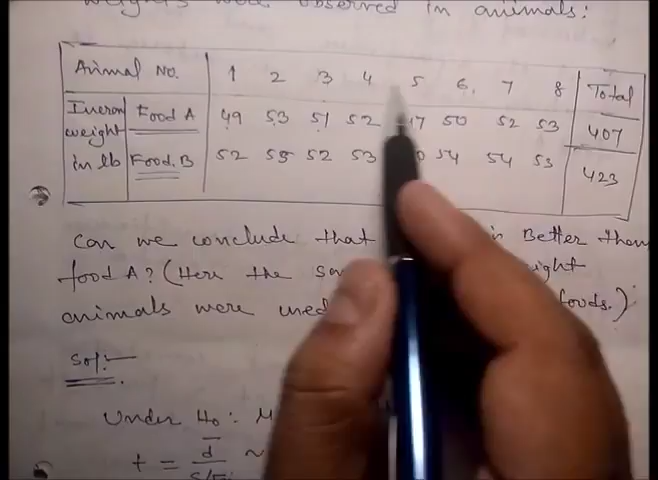 weights were observed in animals:
Animal No. 1 2 3 4 5 6. 7 8 Total
Food A 49 53 51 52 47 50 52 53 407
weight
in lb Food B 52 55 52 53 54 54 53 423
Can we conclude that in Better than
food A? (Here the
animals were used foods.)
Sol:-
Under H₀: μ
t = d̄ ~